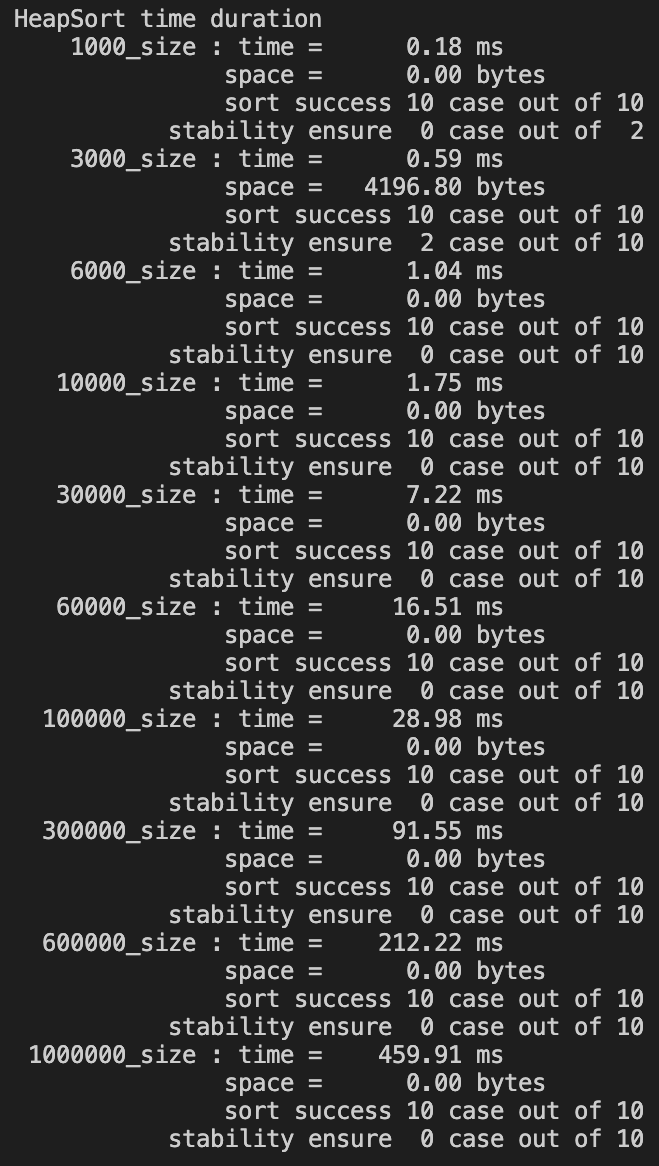 HeapSort time duration
1000_size : time = 0.18 ms
space = 0.00 bytes
sort success 10 case out of 10
stability ensure 0 case out of 2
3000_size : time = 0.59 ms
space = 4196.80 bytes
sort success 10 case out of 10
stability ensure 2 case out of 10
6000_size : time = 1.04 ms
space = 0.00 bytes
sort success 10 case out of 10
stability ensure 0 case out of 10
10000_size : time = 1.75 ms
space = 0.00 bytes
sort success 10 case out of 10
stability ensure 0 case out of 10
30000_size : time = 7.22 ms
space = 0.00 bytes
sort success 10 case out of 10
stability ensure 0 case out of 10
60000_size : time = 16.51 ms
space = 0.00 bytes
sort success 10 case out of 10
stability ensure 0 case out of 10
100000_size : time = 28.98 ms
space = 0.00 bytes
sort success 10 case out of 10
stability ensure 0 case out of 10
300000_size : time = 91.55 ms
space = 0.00 bytes
sort success 10 case out of 10
stability ensure 0 case out of 10
600000_size : time = 212.22 ms
space = 0.00 bytes
sort success 10 case out of 10
stability ensure 0 case out of 10
1000000_size : time = 459.91 ms
space = 0.00 bytes
sort success 10 case out of 10
stability ensure 0 case out of 10